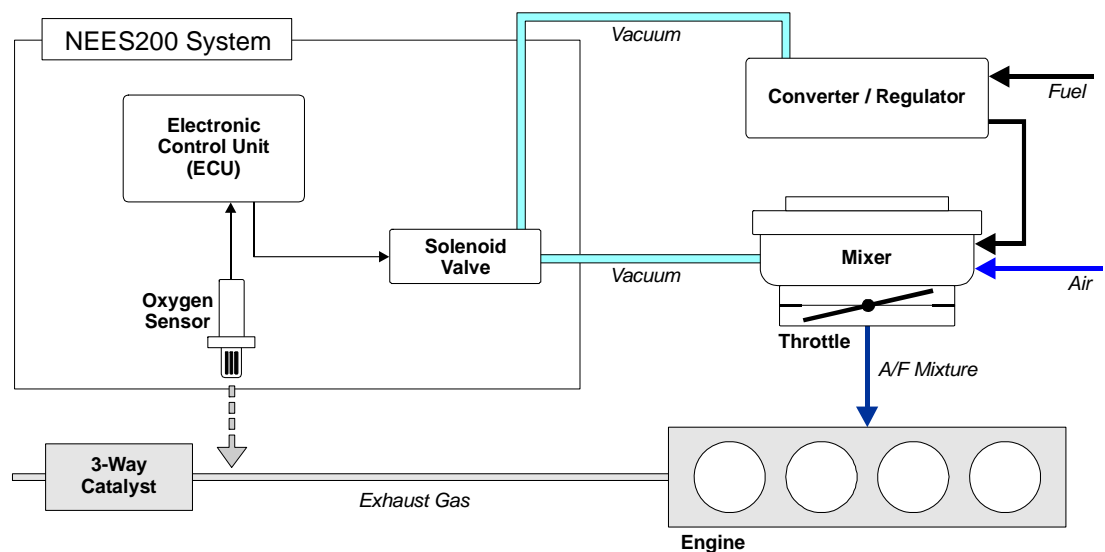 NEES200 System
Vacuum
Converter / Regulator
Fuel
Electronic
Control Unit
(ECU)
Solenoid
Valve
Mixer
Vacuum
Air
Oxygen
Sensor
Throttle
A/F Mixture
3-Way
Catalyst
Exhaust Gas
Engine